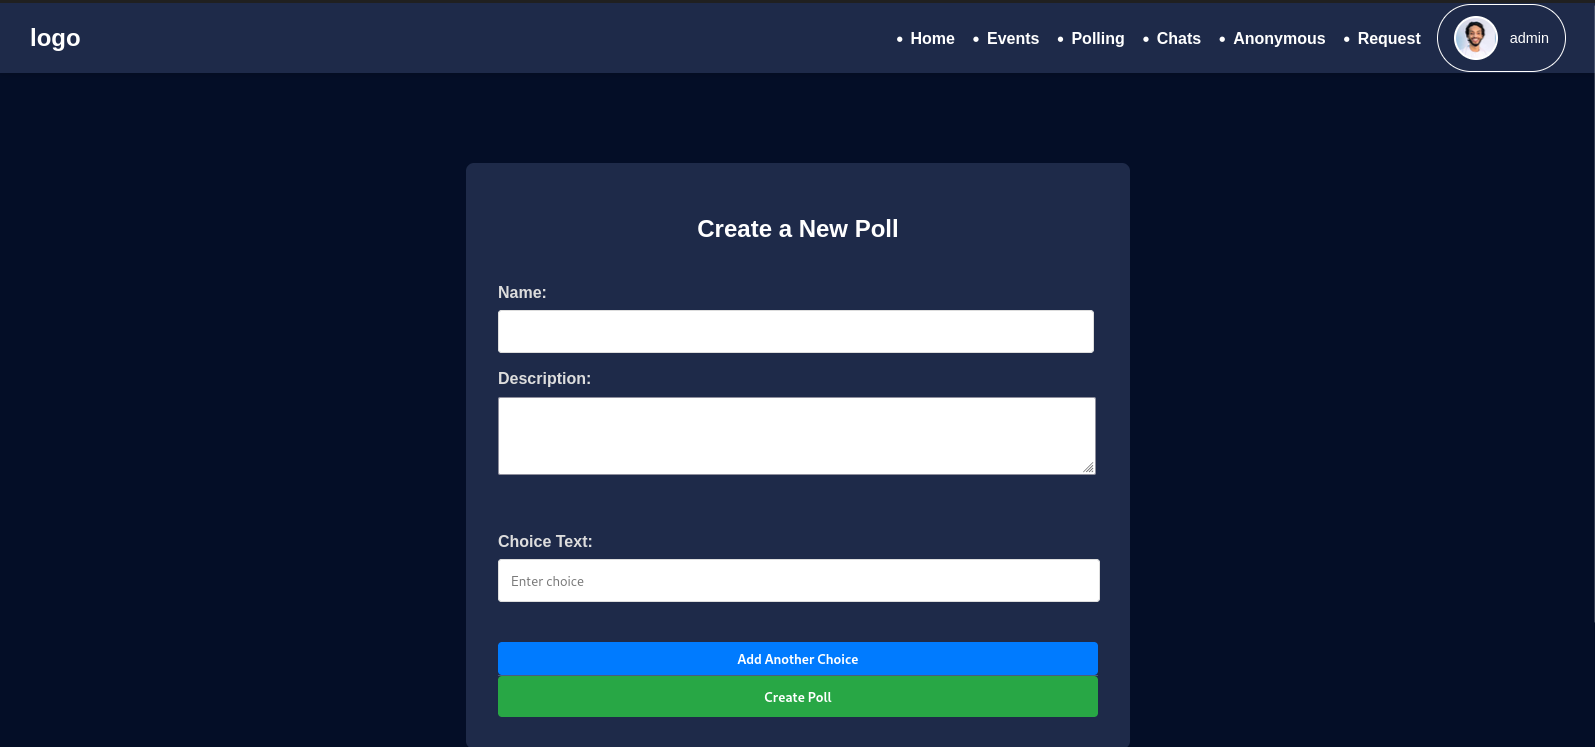 logo
• Home • Events • Polling • Chats • Anonymous • Request admin
Create a New Poll
Name:
Description:
Choice Text:
Enter choice
Add Another Choice
Create Poll